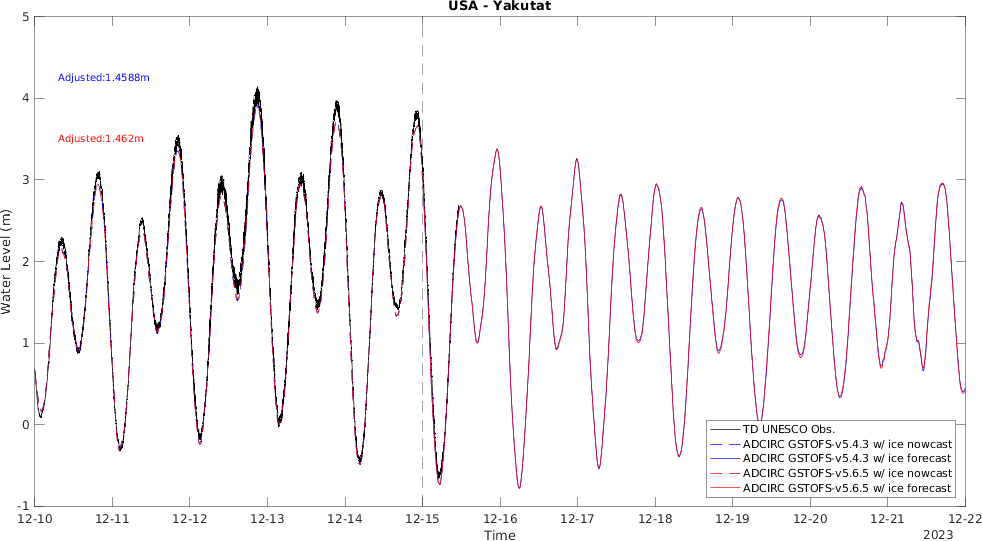 USA - Yakutat
Adjusted:1.4588m
Adjusted:1.462m
Water Level (m)
5
4
3
2
1
0
-1
12-10
12-11
12-12
12-13
12-14
12-15
12-16
12-17
12-18
12-19
12-20
12-21
12-22
Time
2023
TD UNESCO Obs.
ADCIRC GSTOFS-v5.4.3 w/ ice nowcast
ADCIRC GSTOFS-v5.4.3 w/ ice forecast
ADCIRC GSTOFS-v5.6.5 w/ ice nowcast
ADCIRC GSTOFS-v5.6.5 w/ ice forecast